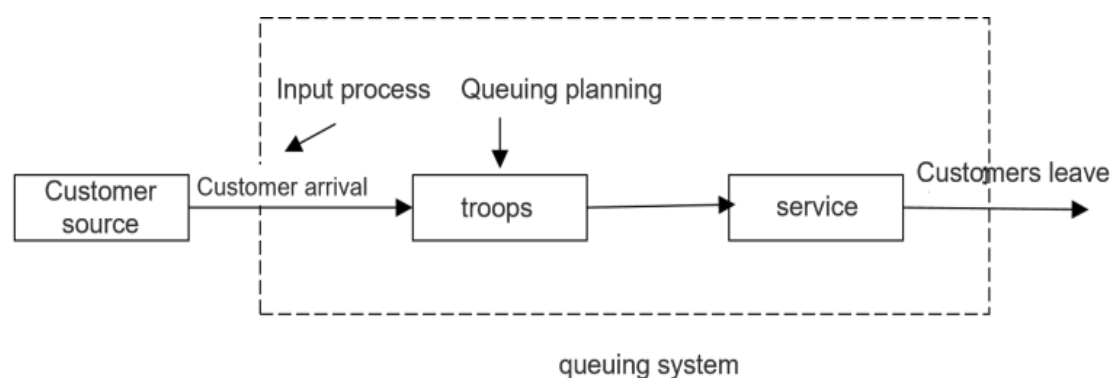 Input process
Queuing planning
Customer source
Customer arrival
troops
service
Customers leave
queuing system